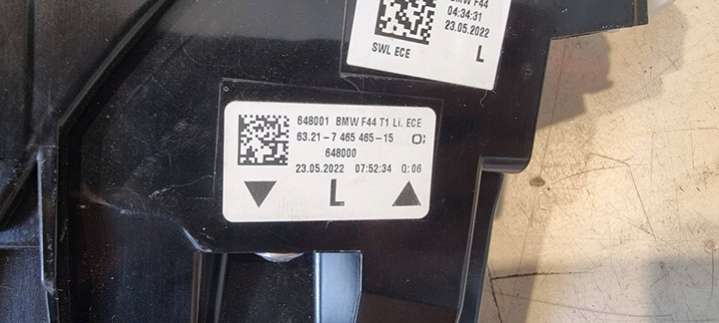 BMW F44
04:34:31
23.05.2022
SWL ECE L
648001 BMW F44 T1 Li. ECE
63.21-7 465 465-15
648000
23.05.2022 07:52:34 Q:06
▼ L ▲